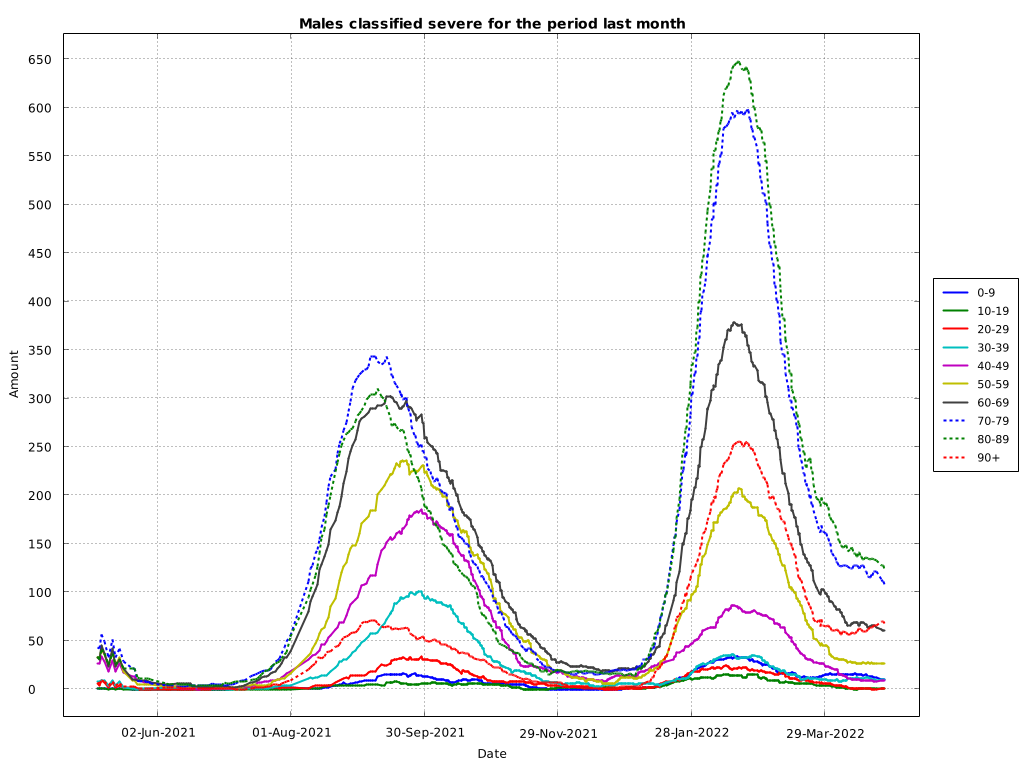 Males classified severe for the period last month
650
600
550
500
450
400
350
300
250
200
150
100
50
0
Amount
02-Jun-2021
01-Aug-2021
30-Sep-2021
29-Nov-2021
28-Jan-2022
29-Mar-2022
Date
0-9
10-19
20-29
30-39
40-49
50-59
60-69
70-79
80-89
90+